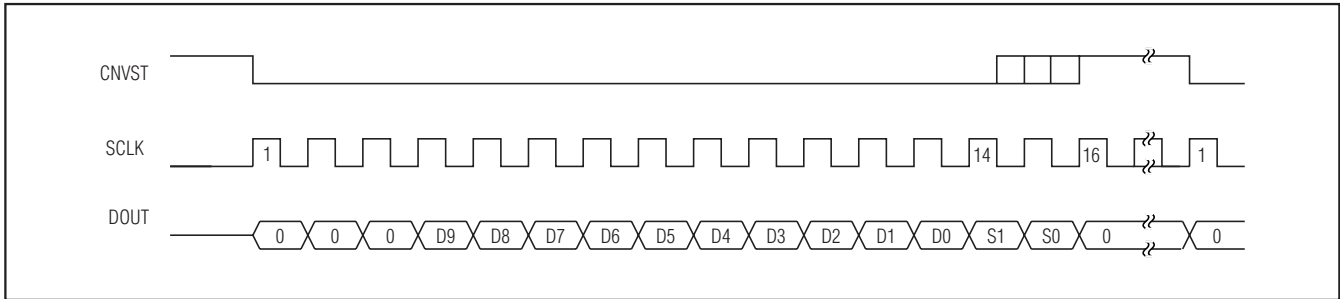 CNVST
SCLK 1 14 16 1
DOUT 0 0 0 D9 D8 D7 D6 D5 D4 D3 D2 D1 D0 S1 S0 0 0